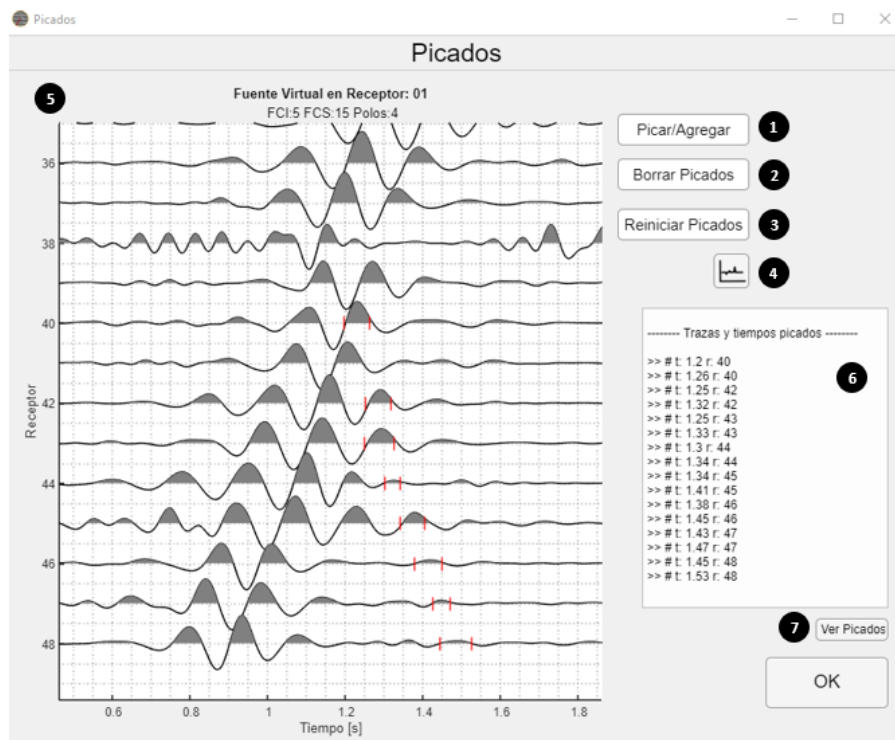 Picados
Picados
5
Fuente Virtual en Receptor: 01
FCI:5 FCS:15 Polos:4
36
38
40
42
44
46
48
Receptor
0.6
0.8
1
1.2
1.4
1.6
1.8
Tiempo [s]
Picar/Agregar
1
Borrar Picados
2
Reiniciar Picados
3
4
-------- Trazas y tiempos picados --------
6
>> # t: 1.2 r: 40
>> # t: 1.26 r: 40
>> # t: 1.25 r: 42
>> # t: 1.32 r: 42
>> # t: 1.25 r: 43
>> # t: 1.33 r: 43
>> # t: 1.3 r: 44
>> # t: 1.34 r: 44
>> # t: 1.34 r: 45
>> # t: 1.41 r: 45
>> # t: 1.38 r: 46
>> # t: 1.45 r: 46
>> # t: 1.43 r: 47
>> # t: 1.47 r: 47
>> # t: 1.45 r: 48
>> # t: 1.53 r: 48
7
Ver Picados
OK